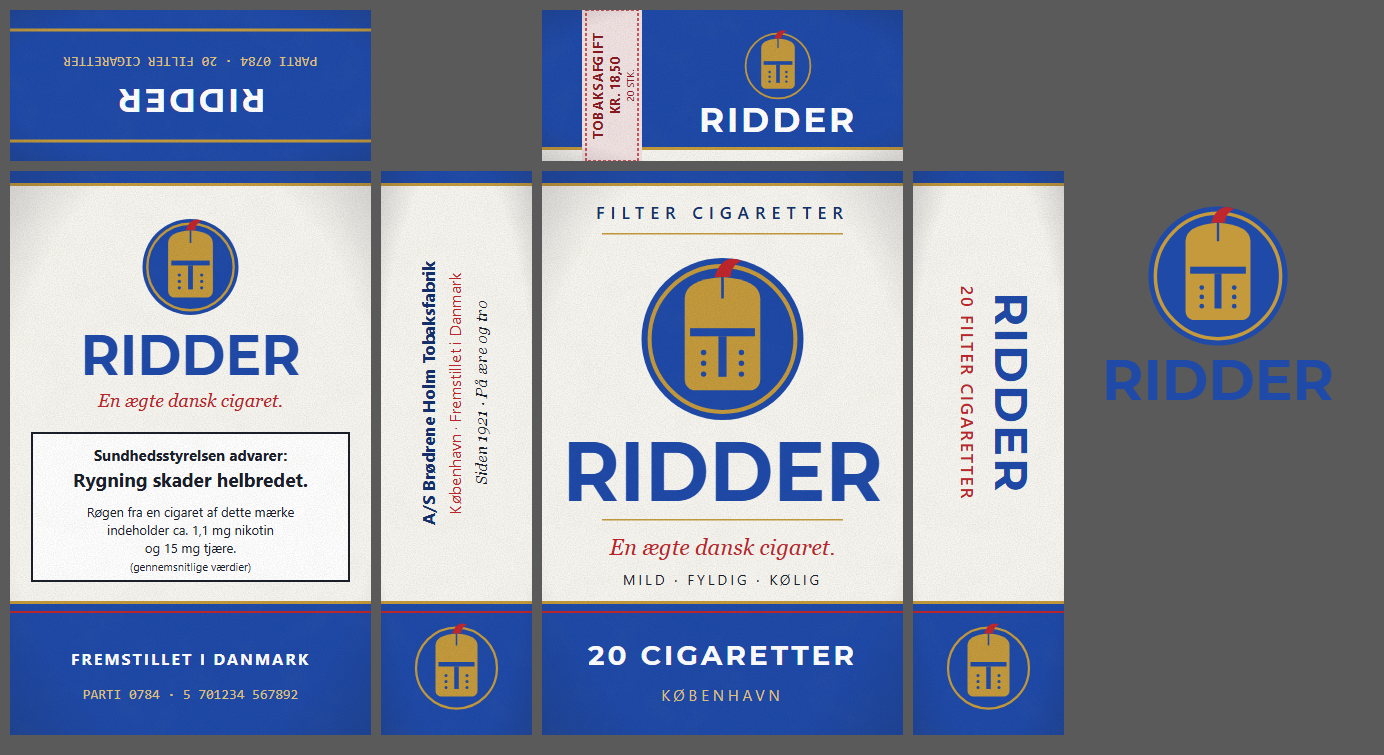 PARTI 0784 · 20 FILTER CIGARETTER
RIDDER
TOBAKSAFGIFT
KR. 18,50
20 STK.
RIDDER
RIDDER
En ægte dansk cigaret.
Sundhedsstyrelsen advarer:
Rygning skader helbredet.
Røgen fra en cigaret af dette mærke
indeholder ca. 1,1 mg nikotin
og 15 mg tjære.
(gennemsnitlige værdier)
FREMSTILLET I DANMARK
PARTI 0784 · 5 701234 567892
A/S Brødrene Holm Tobaksfabrik
København · Fremstillet i Danmark
Siden 1921 · På ære og tro
FILTER CIGARETTER
RIDDER
En ægte dansk cigaret.
MILD · FYLDIG · KØLIG
20 CIGARETTER
KØBENHAVN
RIDDER
20 FILTER CIGARETTER
RIDDER